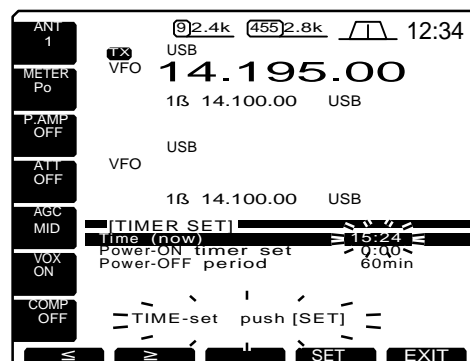 ANT
1
⑨2.4k 455 2.8k 12:34
TX
VFO
USB
14.195.00
1ß 14.100.00 USB
METER
Po
P.AMP
OFF
USB
VFO
ATT
OFF
1ß 14.100.00 USB
AGC
MID
[TIMER SET]
Time (now) 15:24
Power-ON timer set 0:00
Power-OFF period 60min
VOX
ON
COMP
OFF
TIME-set push [SET]
≤ ≥ SET EXIT